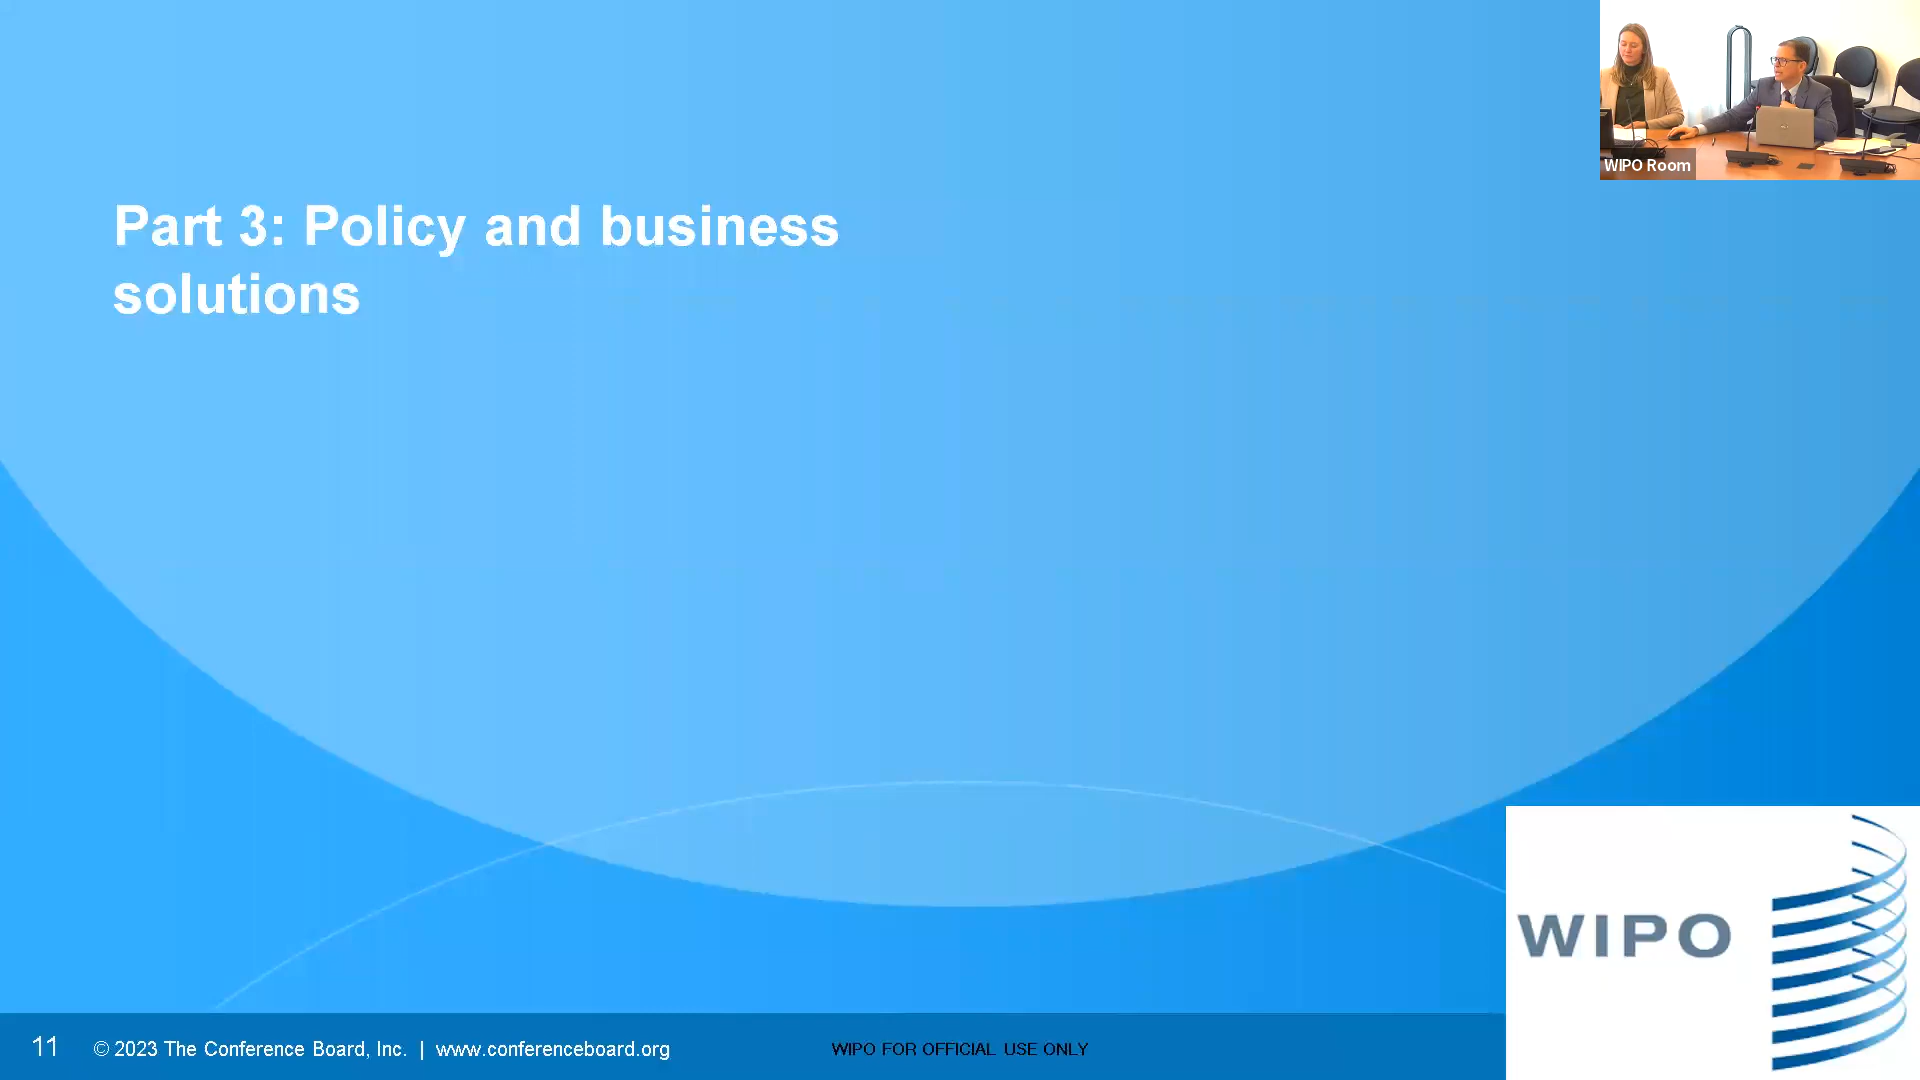 WIPO Room
Part 3: Policy and business
solutions
WIPO
11 © 2023 The Conference Board, Inc. | www.conferenceboard.org WIPO FOR OFFICIAL USE ONLY